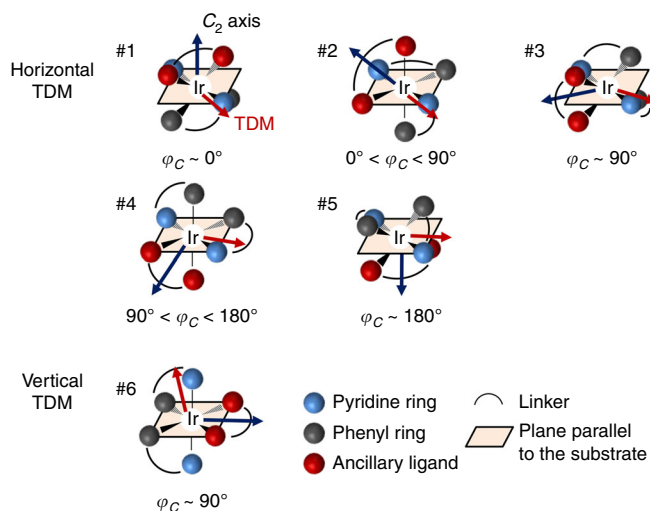 C₂ axis
#1
#2
#3
Horizontal
TDM
Ir
Ir
Ir
TDM
φC ~ 0°
0° < φC < 90°
φC ~ 90°
#4
#5
Ir
Ir
90° < φC < 180°
φC ~ 180°
Vertical
TDM
#6
Ir
φC ~ 90°
Pyridine ring
Phenyl ring
Ancillary ligand
Linker
Plane parallel
to the substrate